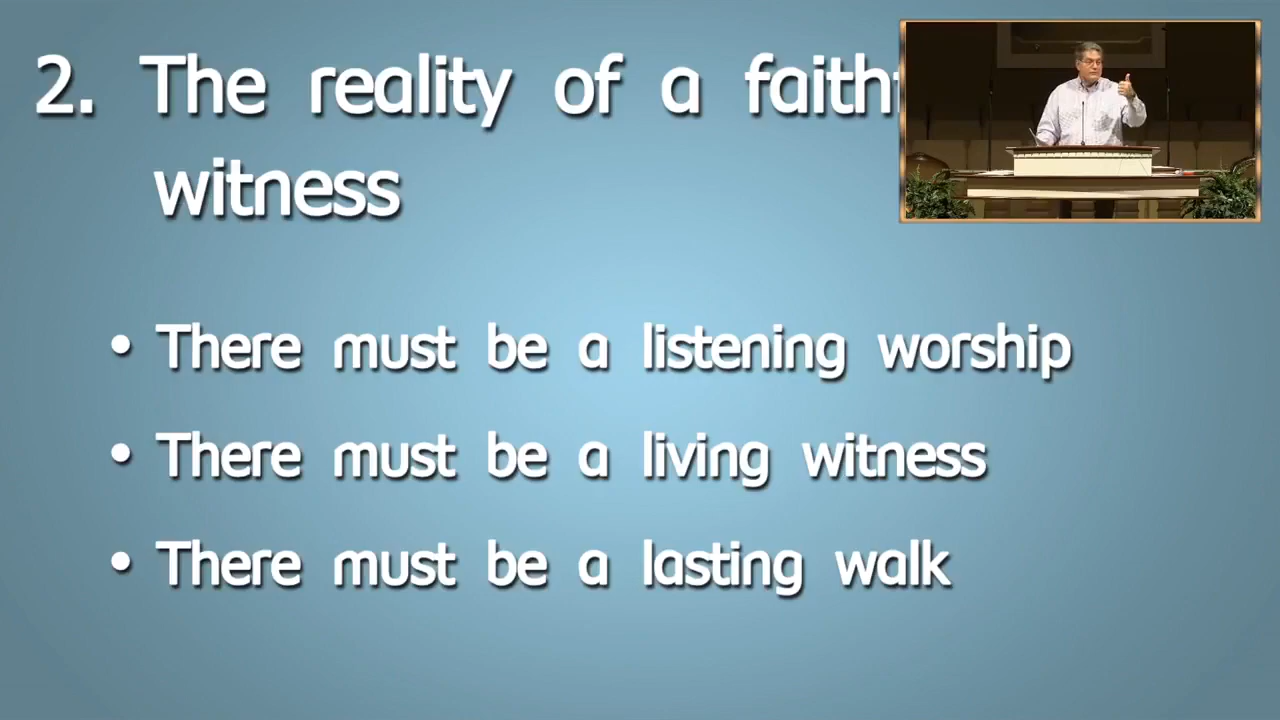 2. The reality of a
witness
• There must be a listening worship
• There must be a living witness
• There must be a lasting walk